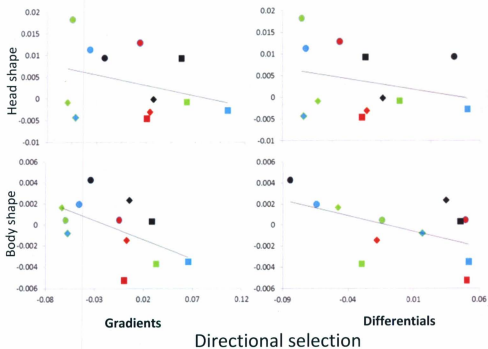 0.02 0.02
0.015 0.015
0.01 0.01
0.005 0.005
0 0
-0.005 -0.005
-0.01 -0.01
Head shape
0.006 0.006
0.004 0.004
0.002 0.002
0 0
-0.002 -0.002
-0.004 -0.004
-0.006 -0.006
Body shape
-0.08 -0.03 0.02 0.07 0.12 -0.09 -0.04 0.01 0.06
Gradients Differentials
Directional selection